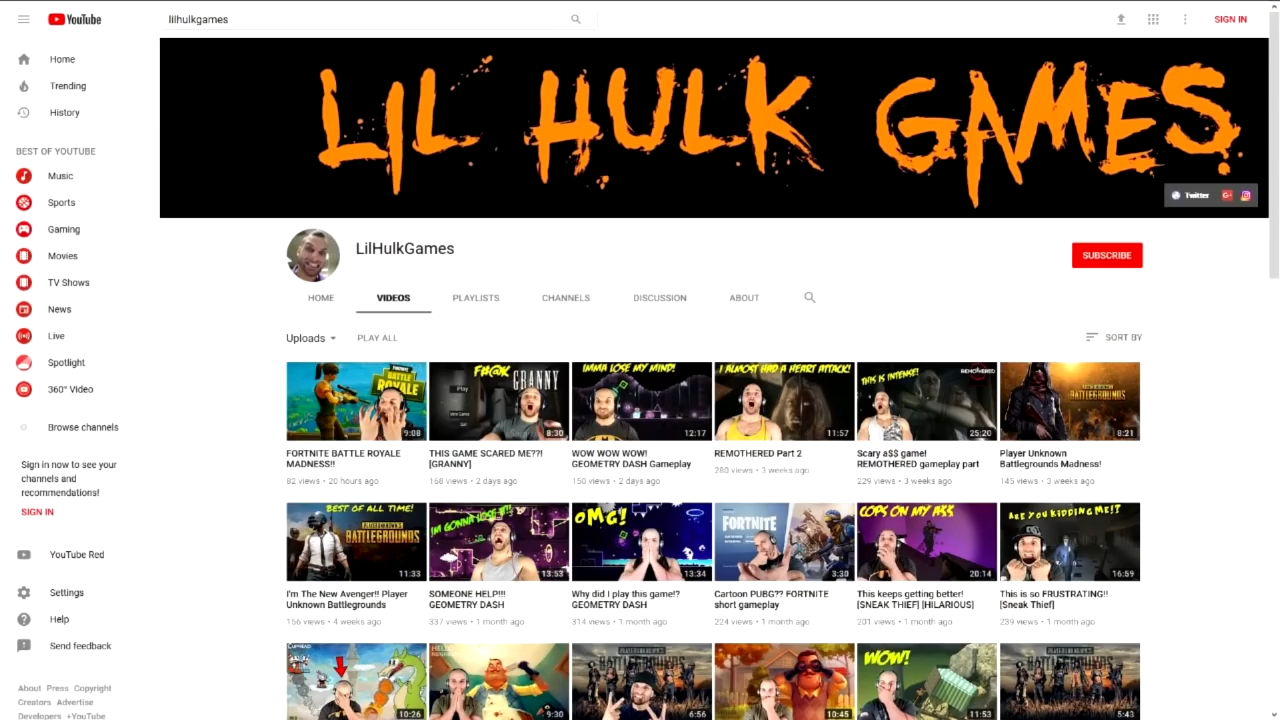 YouTube
lilhulkgames
SIGN IN
Home
Trending
History
BEST OF YOUTUBE
Music
Sports
Gaming
Movies
TV Shows
News
Live
Spotlight
360° Video
Browse channels
Sign in now to see your
channels and
recommendations!
SIGN IN
YouTube Red
Settings
Help
Send feedback
About Press Copyright
Creators Advertise
Developers +YouTube
LIL' HULK GAMES
Twitter
LilHulkGames
SUBSCRIBE
HOME
VIDEOS
PLAYLISTS
CHANNELS
DISCUSSION
ABOUT
Uploads
PLAY ALL
SORT BY
BATTLE
ROYALE
9:08
FORTNITE BATTLE ROYALE
MADNESS!!
82 views • 20 hours ago
F#@K
GRANNY
Play
8:30
THIS GAME SCARED ME??!
[GRANNY]
168 views • 2 days ago
IMMA LOSE MY MIND!
12:17
WOW WOW WOW!
GEOMETRY DASH Gameplay
150 views • 2 days ago
I ALMOST HAD A HEART ATTACK!
11:57
REMOTHERED Part 2
280 views • 3 weeks ago
THIS IS INTENSE!!
REMOTHERED
25:20
Scary a$$ game!
REMOTHERED gameplay part
229 views • 3 weeks ago
BATTLEGROUNDS
8:21
Player Unknown
Battlegrounds Madness!
145 views • 3 weeks ago
BEST OF ALL TIME!
PLAYERUNKNOWN'S
BATTLEGROUNDS
11:33
I'm The New Avenger!! Player
Unknown Battlegrounds
156 views • 4 weeks ago
IM GONNA LOSE IT!!
13:53
SOMEONE HELP!!!
GEOMETRY DASH
337 views • 1 month ago
OMG!
13:34
Why did I play this game!?
GEOMETRY DASH
314 views • 1 month ago
FORTNITE
3:30
Cartoon PUBG?? FORTNITE
short gameplay
224 views • 1 month ago
COPS ON MY A$$
20:14
This keeps getting better!
[SNEAK THIEF] [HILARIOUS]
201 views • 1 month ago
ARE YOU KIDDING ME!?
16:59
This is so FRUSTRATING!!
[Sneak Thief]
239 views • 1 month ago
CUPHEAD
10:26
HELLO
9:30
PLAYERUNKNOWN'S
BATTLEGROUNDS
6:56
10:45
WOW!
11:53
PLAYERUNKNOWN'S
BATTLEGROUNDS
5:43